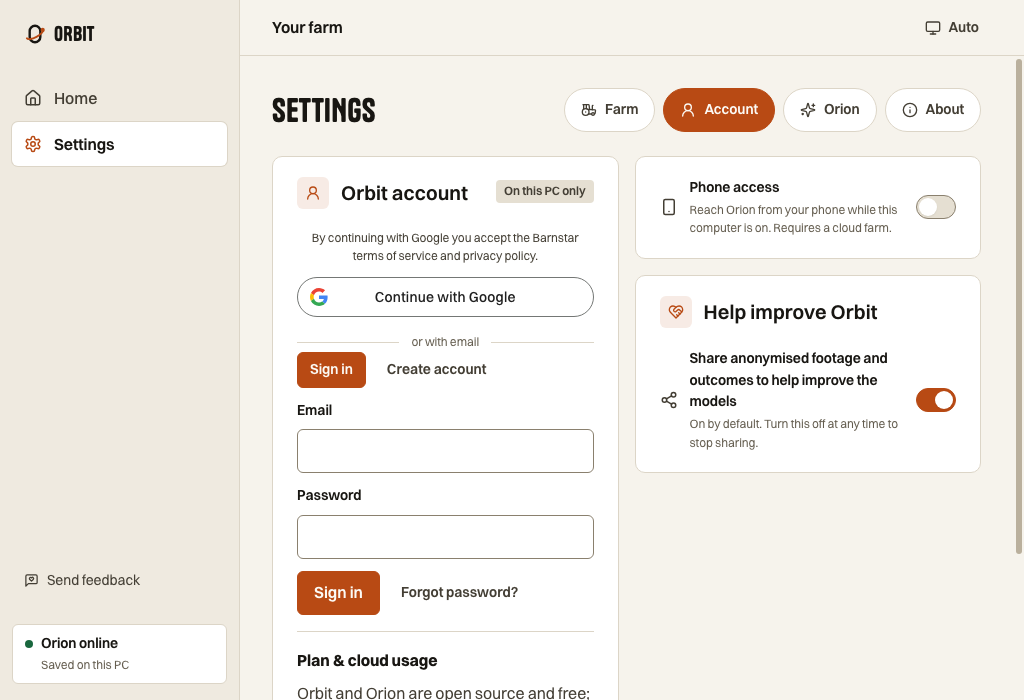 ORBIT
Home
Settings
Send feedback
Orion online
Saved on this PC
Your farm
Auto
SETTINGS
Farm
Account
Orion
About
Orbit account
On this PC only
By continuing with Google you accept the Barnstar
terms of service and privacy policy.
Continue with Google
or with email
Sign in
Create account
Email
Password
Sign in
Forgot password?
Plan & cloud usage
Orbit and Orion are open source and free;
Phone access
Reach Orion from your phone while this
computer is on. Requires a cloud farm.
Help improve Orbit
Share anonymised footage and
outcomes to help improve the
models
On by default. Turn this off at any time to
stop sharing.